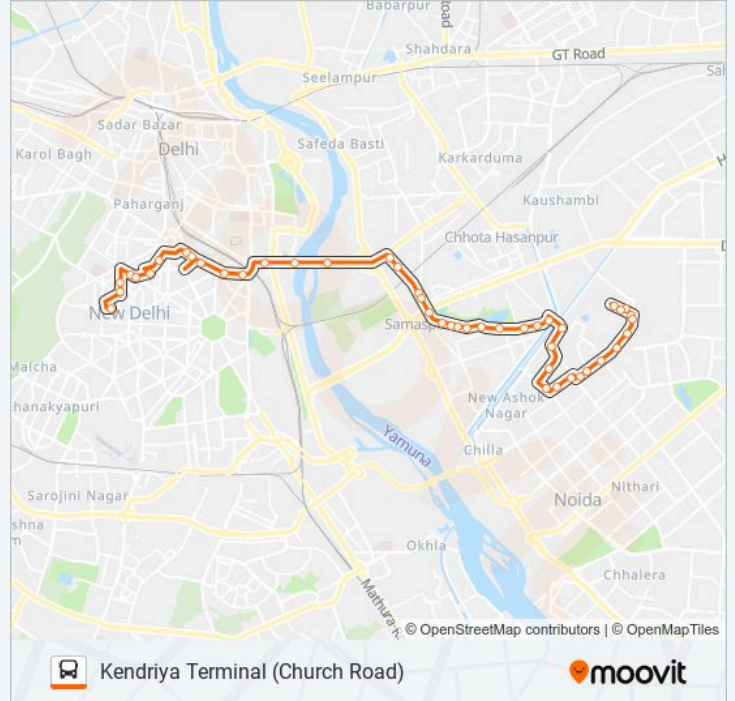 Babarpur
Road
Shahdara
GT Road
Seelampur
Sadar Bazar
Delhi
Safeda Basti
Karol Bagh
Karkarduma
Kaushambi
Paharganj
Chhota Hasanpur
New Delhi
Samasp
Malcha
hanakyapuri
New Ashok
Nagar
Yamuna
Chilla
Sarojini Nagar
Noida
Nithari
shna
m
Okhla
Chhalera
Mathura R
© OpenStreetMap contributors | © OpenMapTiles
Kendriya Terminal (Church Road)
moovit